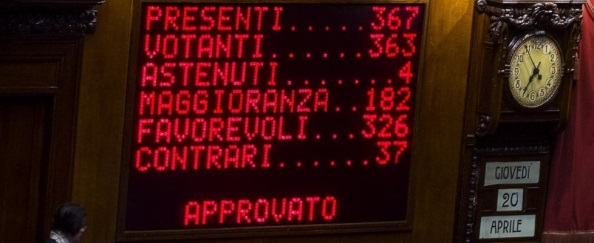 PRESENTI.....367
VOTANTI......363
ASTENUTI.......4
MAGGIORANZA..182
FAVOREVOLI...326
CONTRARI......37
APPROVATO
GIOVEDÌ
20
APRILE